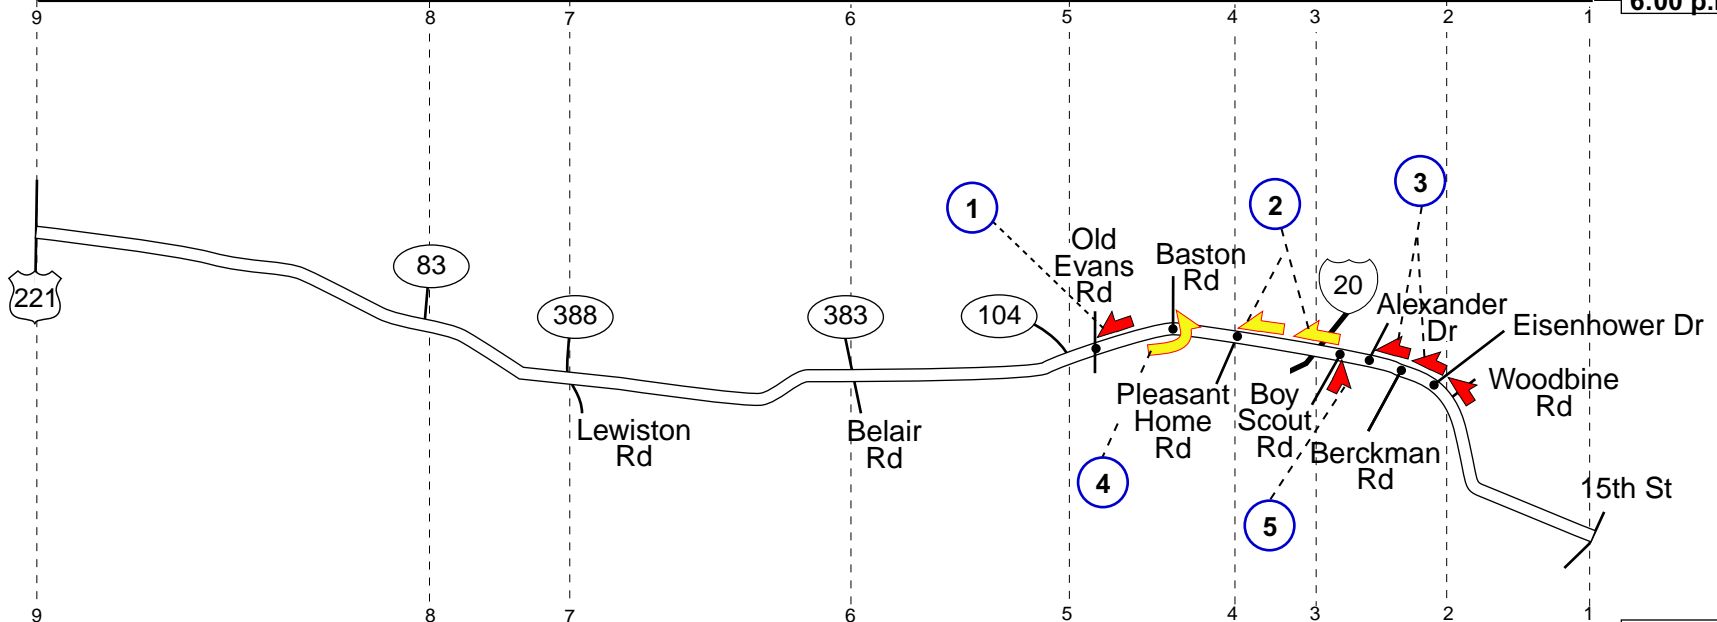 9 8 7 6 5 4 3 2 1
6:00 p.
3
1
2
Old
Evans
Rd
Baston
Rd
83
20
221
Alexander
Dr
Eisenhower Dr
388
383
104
Woodbine
Rd
Pleasant
Home
Rd
Boy
Scout
Rd
Lewiston
Rd
Belair
Rd
Berckman
Rd
4
15th St
5
9 8 7 6 5 4 3 2 1